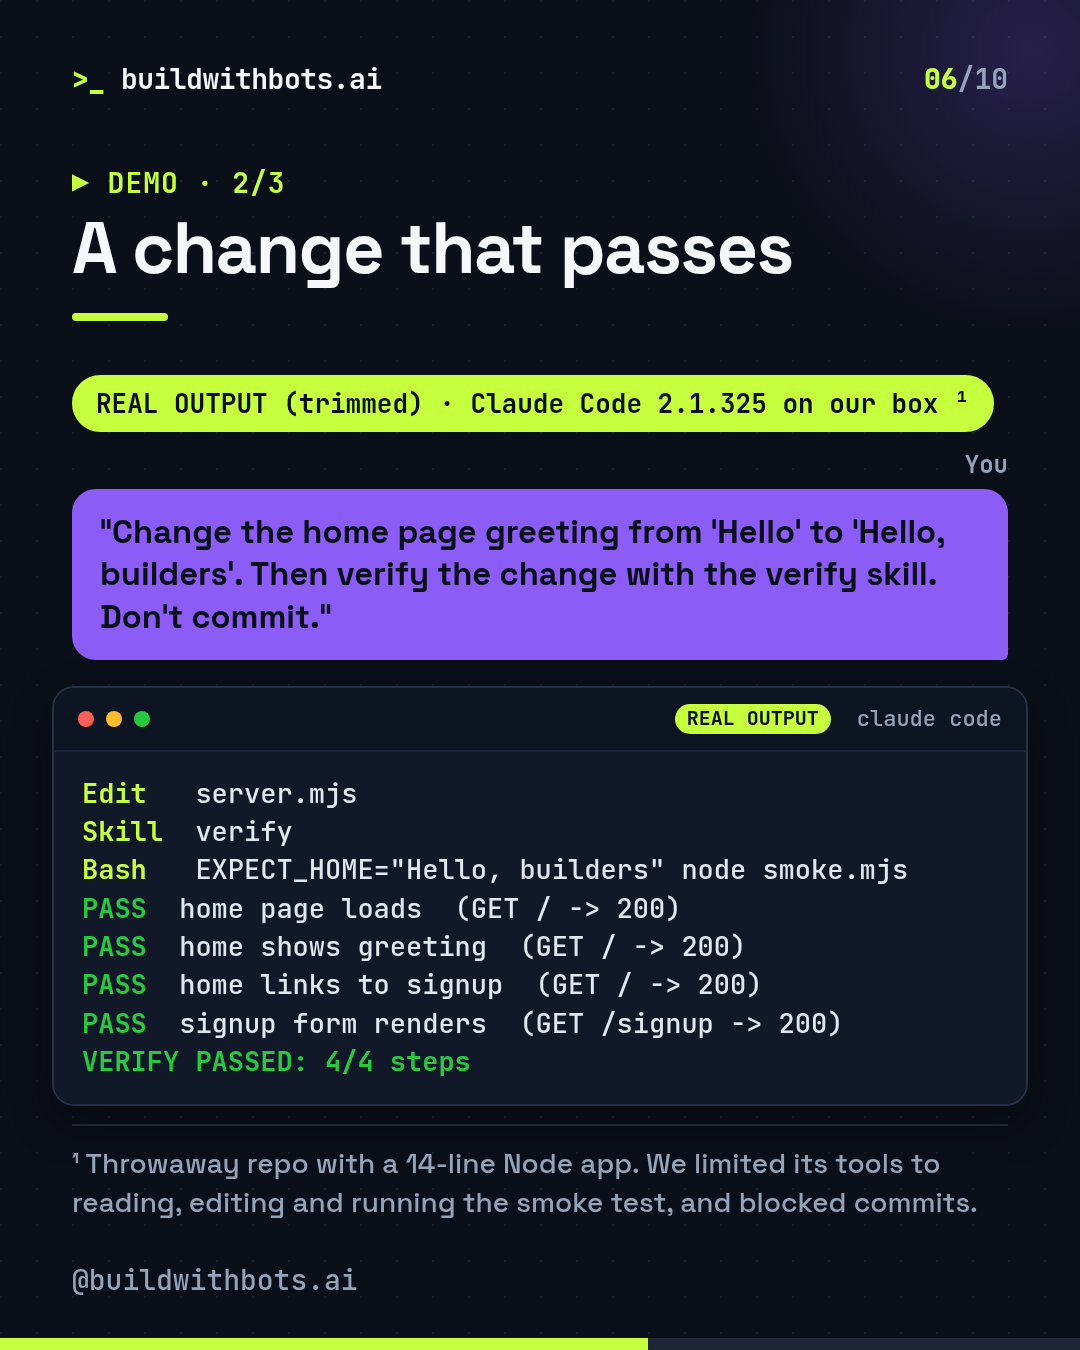 >_ buildwithbots.ai
06/10
▶ DEMO · 2/3
A change that passes
REAL OUTPUT (trimmed) · Claude Code 2.1.325 on our box ¹
You
"Change the home page greeting from 'Hello' to 'Hello,
builders'. Then verify the change with the verify skill.
Don't commit."
REAL OUTPUT claude code
Edit server.mjs
Skill verify
Bash EXPECT_HOME="Hello, builders" node smoke.mjs
PASS home page loads (GET / -> 200)
PASS home shows greeting (GET / -> 200)
PASS home links to signup (GET / -> 200)
PASS signup form renders (GET /signup -> 200)
VERIFY PASSED: 4/4 steps
¹ Throwaway repo with a 14-line Node app. We limited its tools to
reading, editing and running the smoke test, and blocked commits.
@buildwithbots.ai